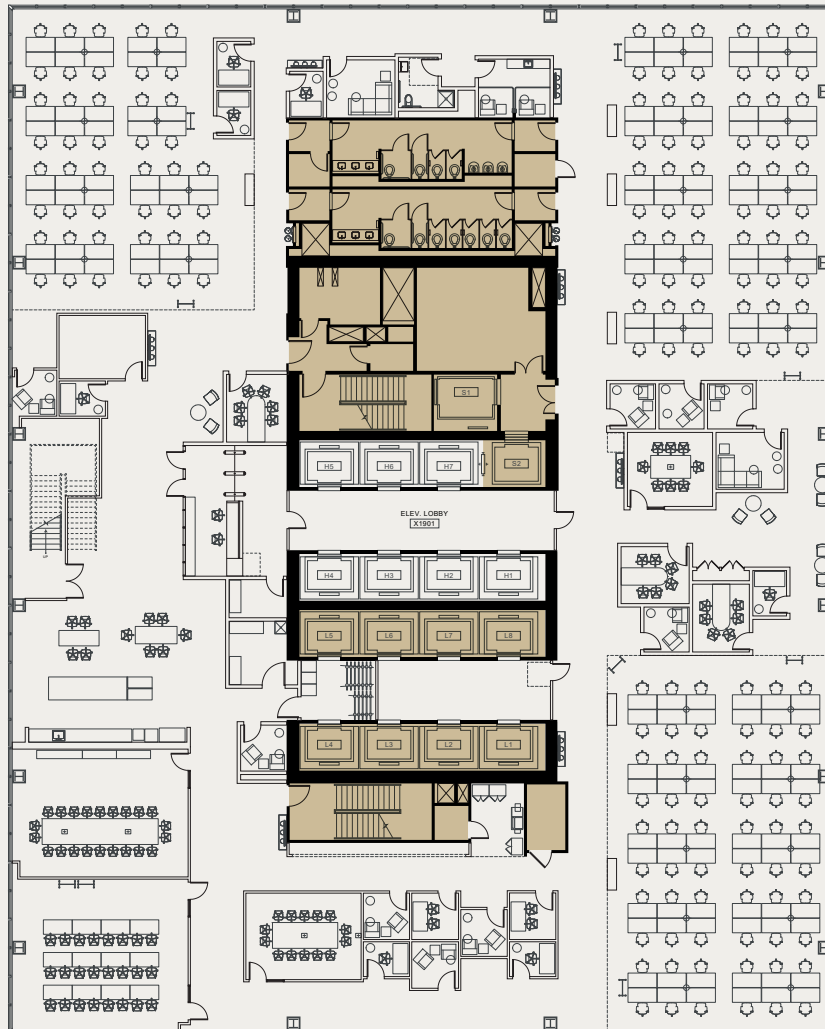 S1
H5 H6 H7 S2
ELEV. LOBBY
X1901
H4 H3 H2 H1
L5 L6 L7 L8
L4 L3 L2 L1